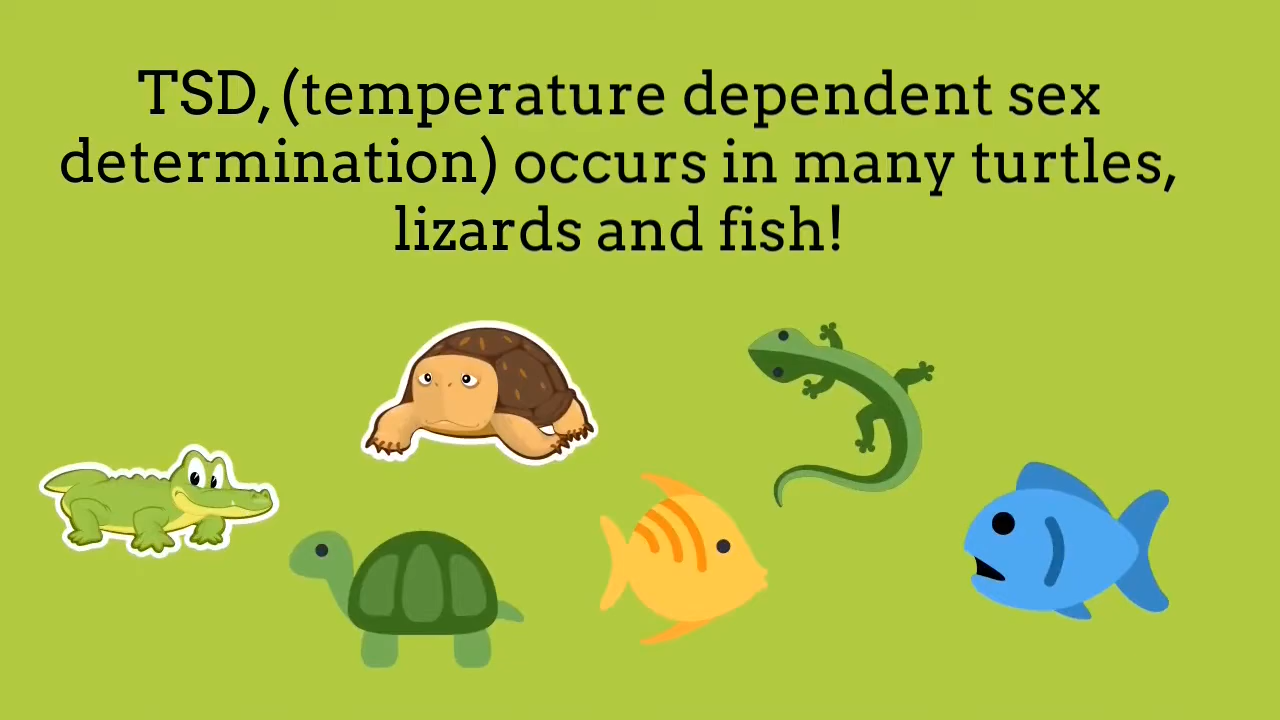 TSD, (temperature dependent sex
determination) occurs in many turtles,
lizards and fish!